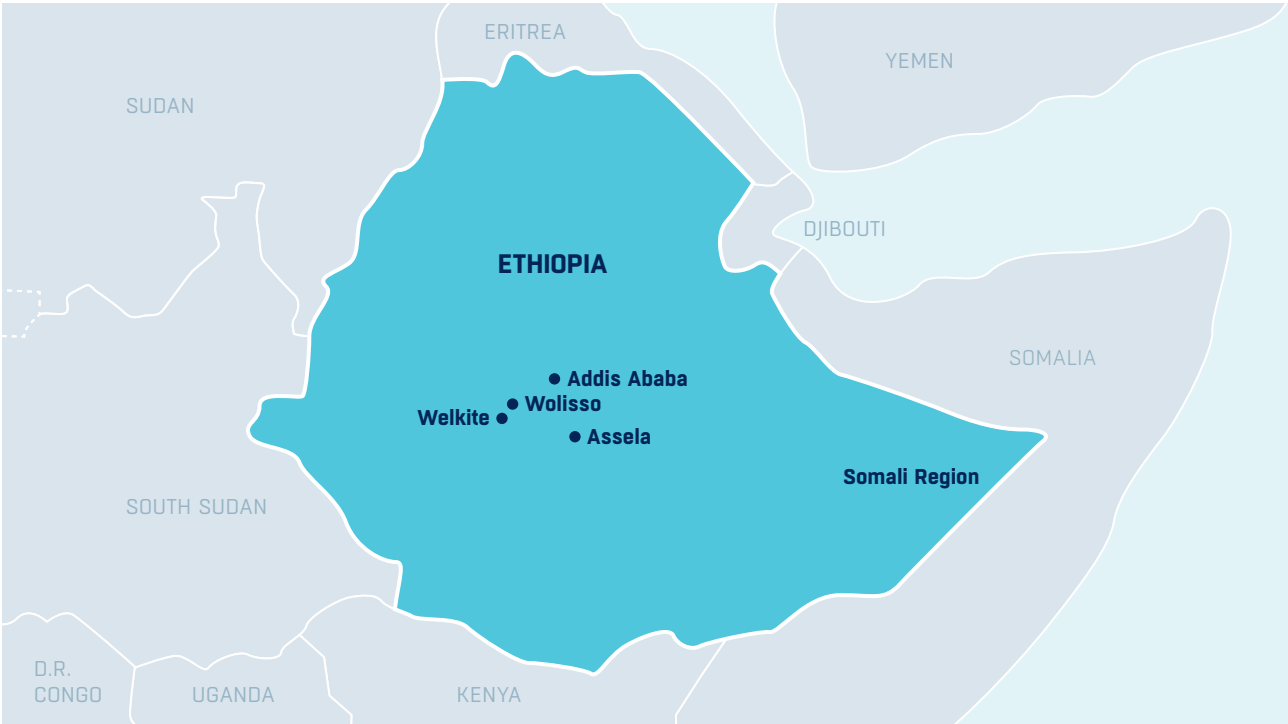 ERITREA
YEMEN
SUDAN
DJIBOUTI
ETHIOPIA
SOMALIA
Addis Ababa
Wolisso
Welkite
Assela
Somali Region
SOUTH SUDAN
D.R.
CONGO
UGANDA
KENYA